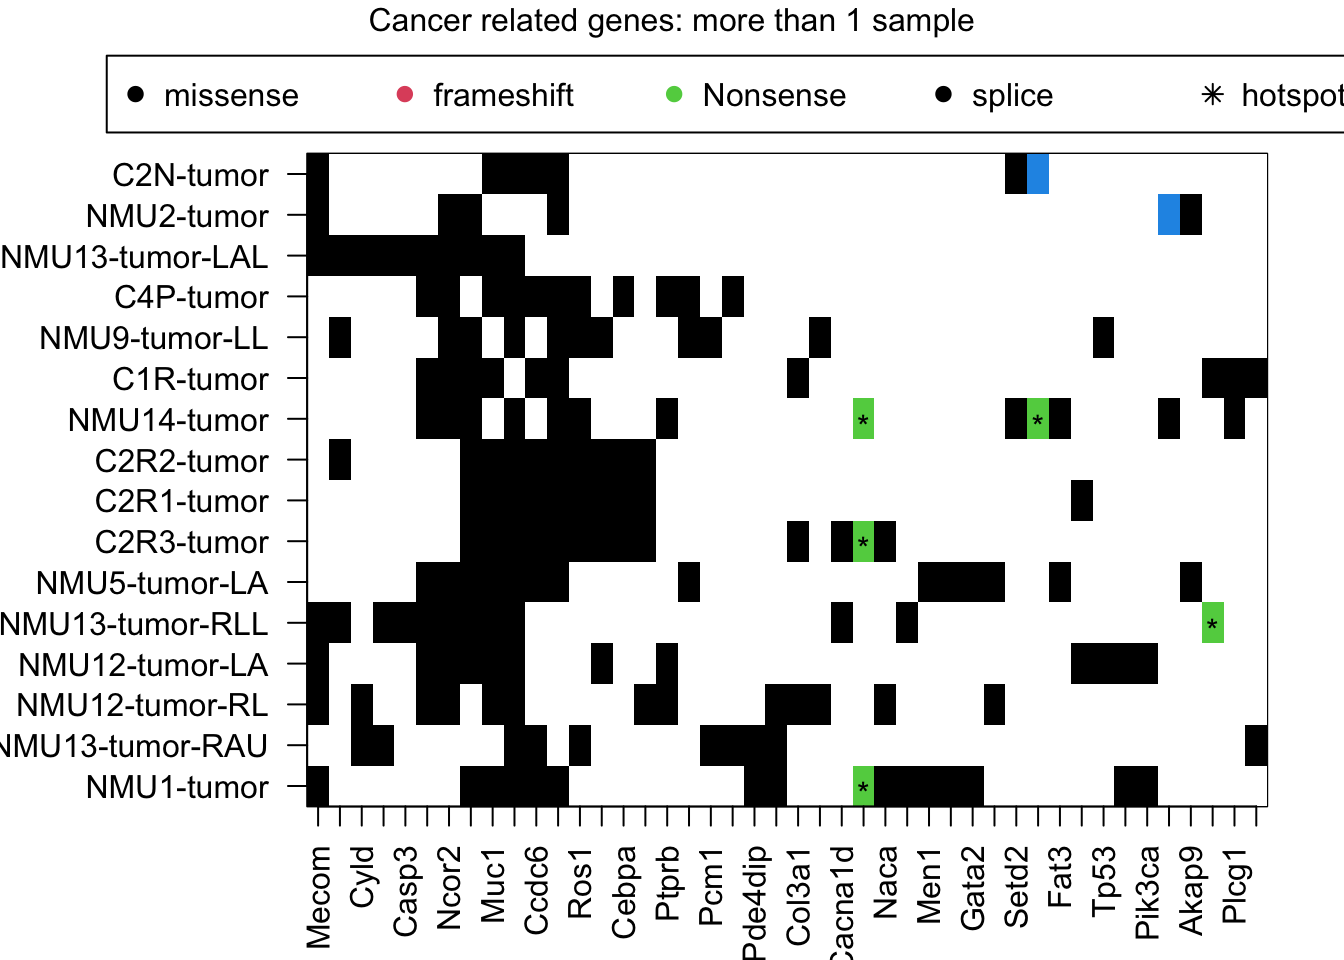 Cancer related genes: more than 1 sample
missense frameshift Nonsense splice hotspot
C2N-tumor
NMU2-tumor
NMU13-tumor-LAL
C4P-tumor
NMU9-tumor-LL
C1R-tumor
NMU14-tumor
C2R2-tumor
C2R1-tumor
C2R3-tumor
NMU5-tumor-LA
NMU13-tumor-RLL
NMU12-tumor-LA
NMU12-tumor-RL
NMU13-tumor-RAU
NMU1-tumor
Mecom
Cyld
Casp3
Ncor2
Muc1
Ccdc6
Ros1
Cebpa
Ptprb
Pcm1
Pde4dip
Col3a1
Cacna1d
Naca
Men1
Gata2
Setd2
Fat3
Tp53
Pik3ca
Akap9
Plcg1